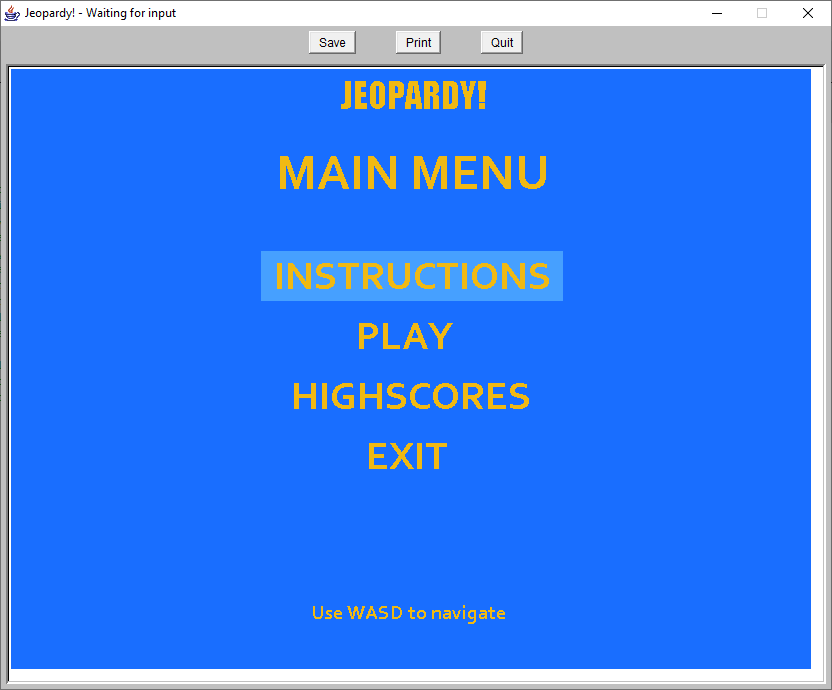 Jeopardy! - Waiting for input
Save Print Quit
JEOPARDY!
MAIN MENU
INSTRUCTIONS
PLAY
HIGHSCORES
EXIT
Use WASD to navigate